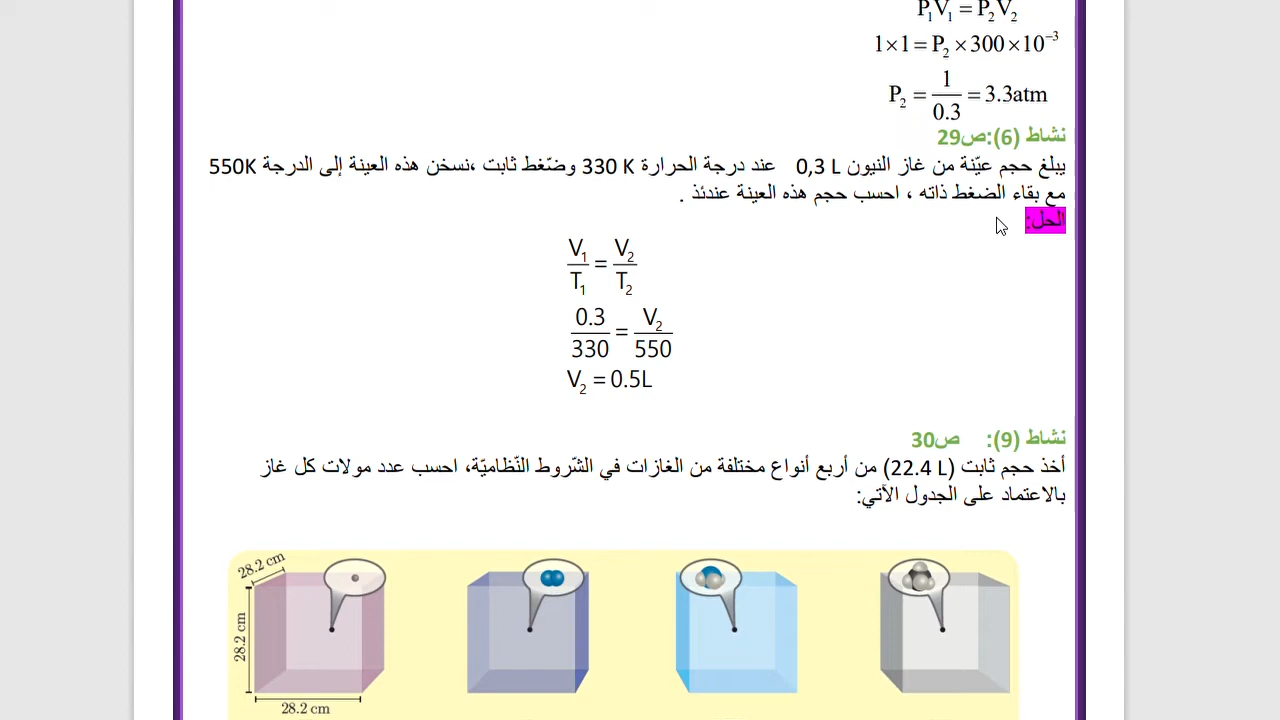 P₁V₁ = P₂V₂
1×1 = P₂ ×300×10⁻³
P₂ = 1/0.3 = 3.3atm
نشاط (6):ص29
يبلغ حجم عيّنة من غاز النيون 0,3 L عند درجة الحرارة 330 K وضّغط ثابت ،نسخن هذه العينة إلى الدرجة 550K
مع بقاء الضغط ذاته ، احسب حجم هذه العينة عندئذ .
الحل:
V₁/T₁ = V₂/T₂
0.3/330 = V₂/550
V₂ = 0.5L
نشاط (9): ص30
أخذ حجم ثابت (22.4 L) من أربع أنواع مختلفة من الغازات في الشّروط النّظاميّة، احسب عدد مولات كل غاز
بالاعتماد على الجدول الآتي:
28.2 cm
28.2 cm
28.2 cm